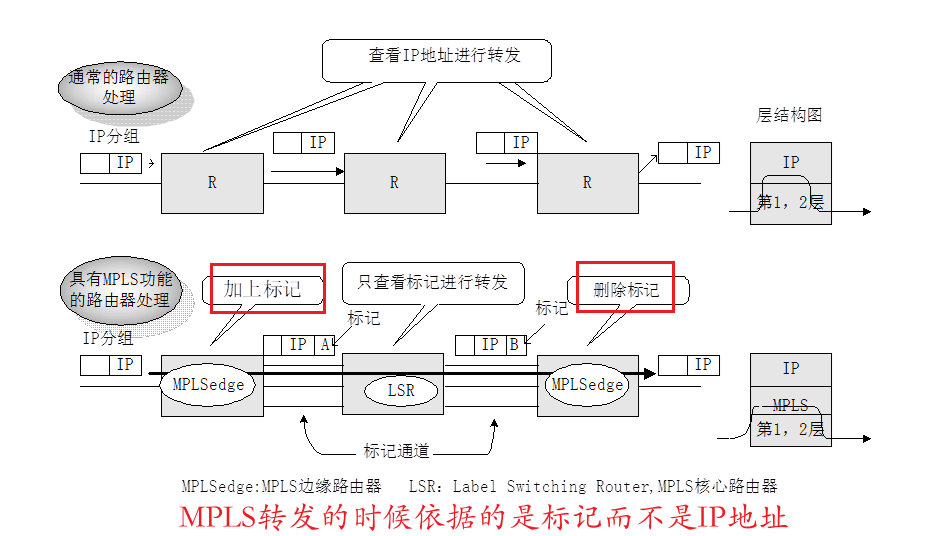 查看IP地址进行转发
通常的路由器
处理
层结构图
IP分组
IP
IP
IP
IP
IP
R
R
R
第1, 2层
具有MPLS功能
的路由器处理
加上标记
只查看标记进行转发
删除标记
标记
标记
IP分组
IP
IP A
IP B
IP
IP
MPLSedge
LSR
MPLSedge
MPLS
第1, 2层
标记通道
MPLSedge:MPLS边缘路由器 LSR: Label Switching Router,MPLS核心路由器
MPLS转发的时候依据的是标记而不是IP地址